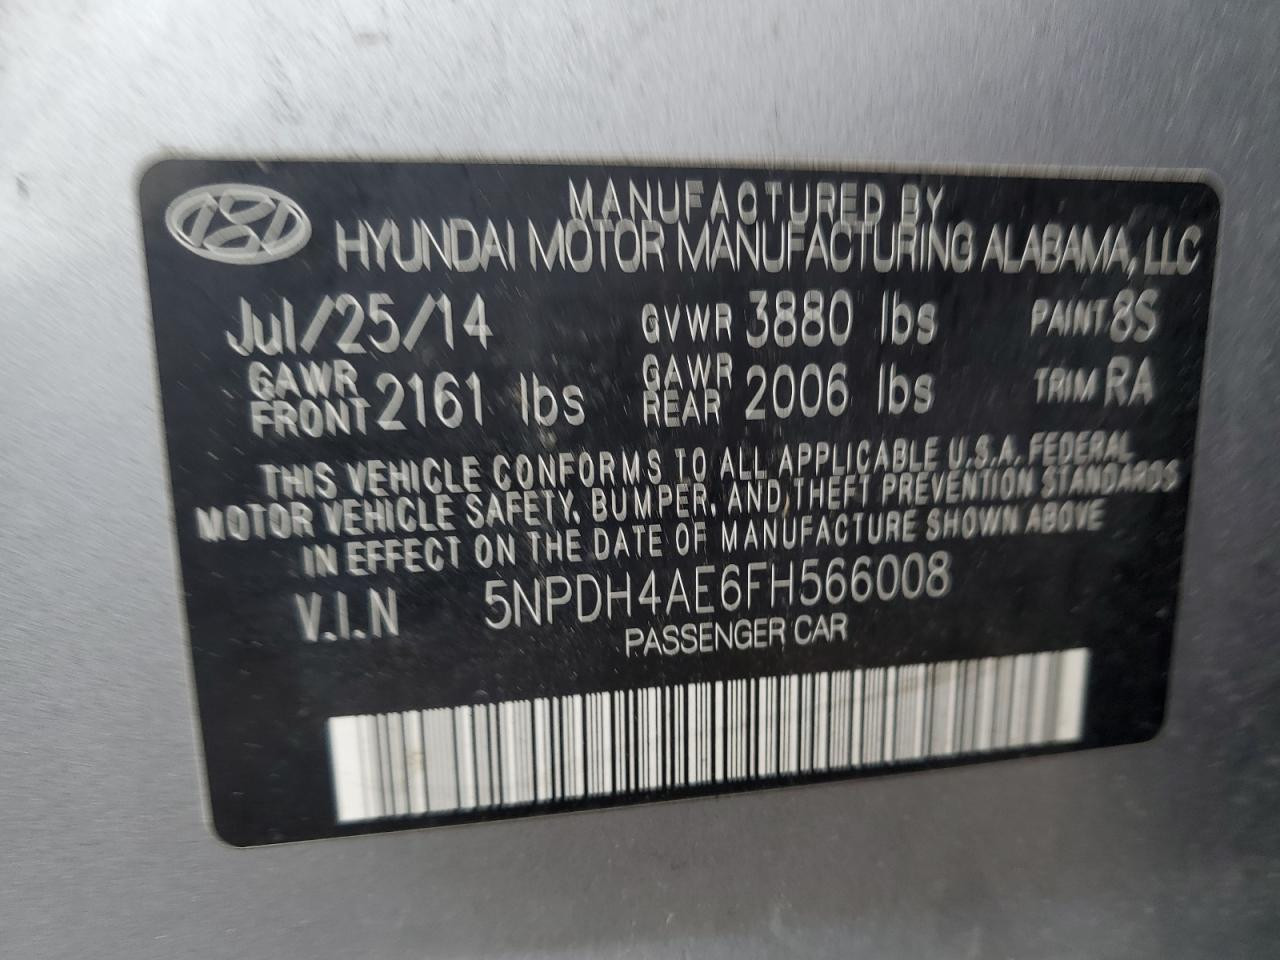 MANUFACTURED BY
HYUNDAI MOTOR MANUFACTURING ALABAMA, LLC
Jul/25/14 GVWR 3880 lbs PAINT 8S
GAWR FRONT 2161 lbs GAWR REAR 2006 lbs TRIM RA
THIS VEHICLE CONFORMS TO ALL APPLICABLE U.S.A. FEDERAL
MOTOR VEHICLE SAFETY, BUMPER, AND THEFT PREVENTION STANDARDS
IN EFFECT ON THE DATE OF MANUFACTURE SHOWN ABOVE
V.I.N 5NPDH4AE6FH566008
PASSENGER CAR